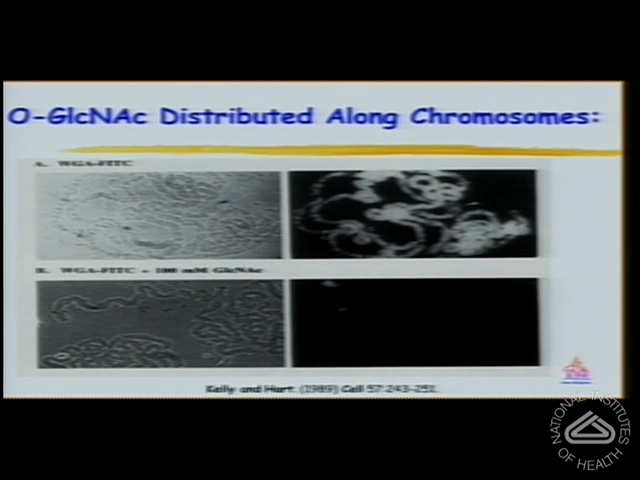 O-GlcNAc Distributed Along Chromosomes:
A. WGA-FITC
B. WGA-FITC + 100 mM GlcNAc
Kelly and Hart (1989) Cell 57:243-251
NATIONAL INSTITUTES
OF HEALTH